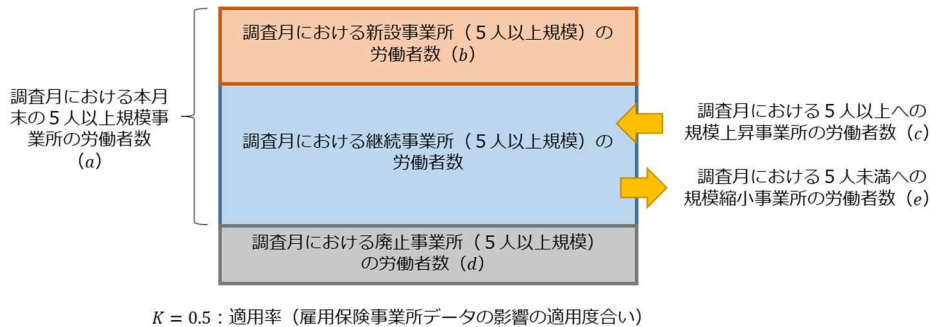 調査月における新設事業所（５人以上規模）の
労働者数（b）
調査月における本月
末の５人以上規模事
業所の労働者数
（a）
調査月における継続事業所（５人以上規模）の
労働者数
調査月における５人以上への
規模上昇事業所の労働者数（c）
調査月における５人未満への
規模縮小事業所の労働者数（e）
調査月における廃止事業所（５人以上規模）
の労働者数（d）
K = 0.5：適用率（雇用保険事業所データの影響の適用度合い）